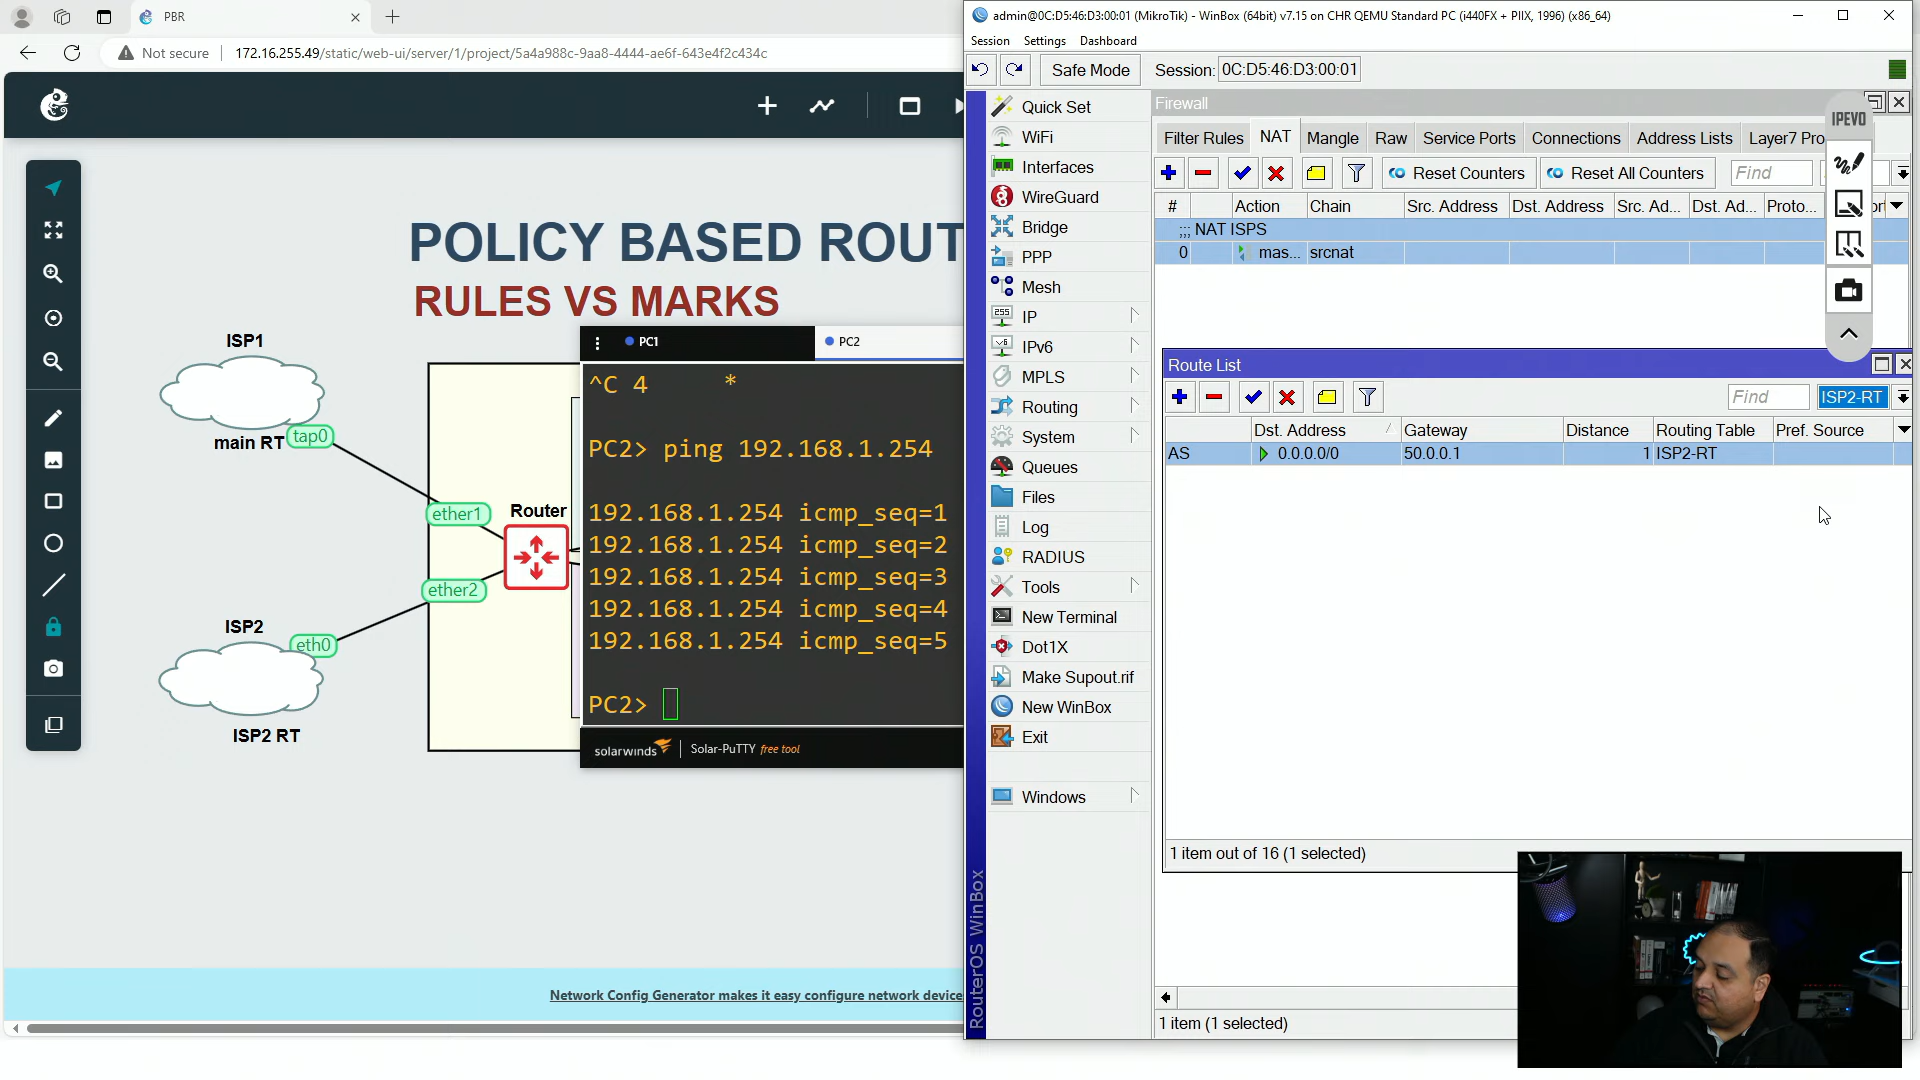 PBR
Not secure
172.16.255.49/static/web-ui/server/1/project/5a4a988c-9aa8-4444-ae6f-643e4f2c434c
POLICY BASED ROUT
RULES VS MARKS
ISP1
main RT
tap0
ether1
Router
ether2
ISP2
eth0
ISP2 RT
PC1
PC2
^C 4 *
PC2> ping 192.168.1.254
192.168.1.254 icmp_seq=1
192.168.1.254 icmp_seq=2
192.168.1.254 icmp_seq=3
192.168.1.254 icmp_seq=4
192.168.1.254 icmp_seq=5
PC2>
solarwinds Solar-PuTTY free tool
Network Config Generator makes it easy configure network device
admin@0C:D5:46:D3:00:01 (MikroTik) - WinBox (64bit) v7.15 on CHR QEMU Standard PC (i440FX + PIIX, 1996) (x86_64)
Session Settings Dashboard
Safe Mode Session: 0C:D5:46:D3:00:01
Quick Set
WiFi
Interfaces
WireGuard
Bridge
PPP
Mesh
IP
IPv6
MPLS
Routing
System
Queues
Files
Log
RADIUS
Tools
New Terminal
Dot1X
Make Supout.rif
New WinBox
Exit
Windows
RouterOS WinBox
Firewall
Filter Rules NAT Mangle Raw Service Ports Connections Address Lists Layer7 Pro
Reset Counters Reset All Counters Find
# Action Chain Src. Address Dst. Address Src. Ad... Dst. Ad... Proto...
;;; NAT ISPS
0 mas... srcnat
IPEVO
Route List
Find ISP2-RT
Dst. Address Gateway Distance Routing Table Pref. Source
AS 0.0.0.0/0 50.0.0.1 1 ISP2-RT
1 item out of 16 (1 selected)
1 item (1 selected)